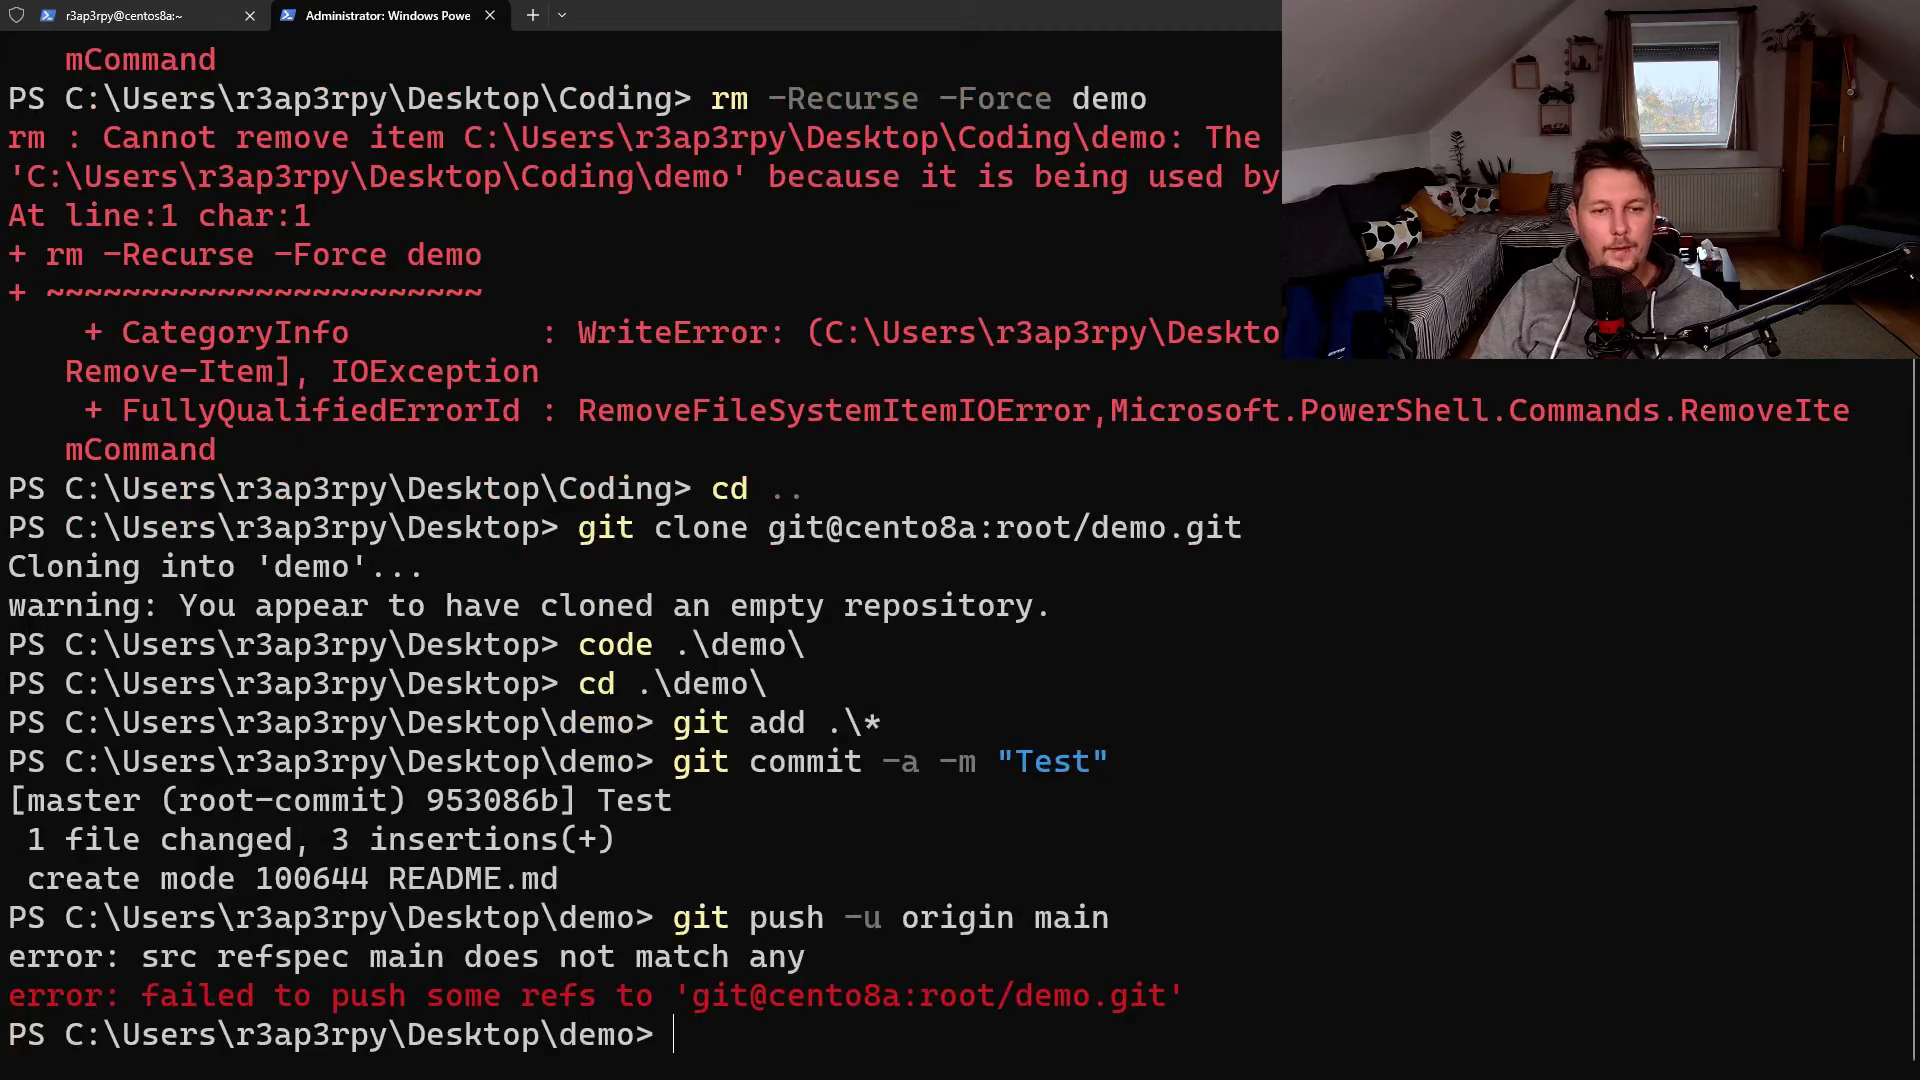 r3ap3rpy@centos8a:~
Administrator: Windows Powe
mCommand
PS C:\Users\r3ap3rpy\Desktop\Coding> rm -Recurse -Force demo
rm : Cannot remove item C:\Users\r3ap3rpy\Desktop\Coding\demo: The
'C:\Users\r3ap3rpy\Desktop\Coding\demo' because it is being used by
At line:1 char:1
+ rm -Recurse -Force demo
+ ~~~~~~~~~~~~~~~~~~~~~~~
+ CategoryInfo : WriteError: (C:\Users\r3ap3rpy\Deskto
Remove-Item], IOException
+ FullyQualifiedErrorId : RemoveFileSystemItemIOError,Microsoft.PowerShell.Commands.RemoveIte
mCommand
PS C:\Users\r3ap3rpy\Desktop\Coding> cd ..
PS C:\Users\r3ap3rpy\Desktop> git clone git@cento8a:root/demo.git
Cloning into 'demo'...
warning: You appear to have cloned an empty repository.
PS C:\Users\r3ap3rpy\Desktop> code .\demo\
PS C:\Users\r3ap3rpy\Desktop> cd .\demo\
PS C:\Users\r3ap3rpy\Desktop\demo> git add .\*
PS C:\Users\r3ap3rpy\Desktop\demo> git commit -a -m "Test"
[master (root-commit) 953086b] Test
1 file changed, 3 insertions(+)
create mode 100644 README.md
PS C:\Users\r3ap3rpy\Desktop\demo> git push -u origin main
error: src refspec main does not match any
error: failed to push some refs to 'git@cento8a:root/demo.git'
PS C:\Users\r3ap3rpy\Desktop\demo>